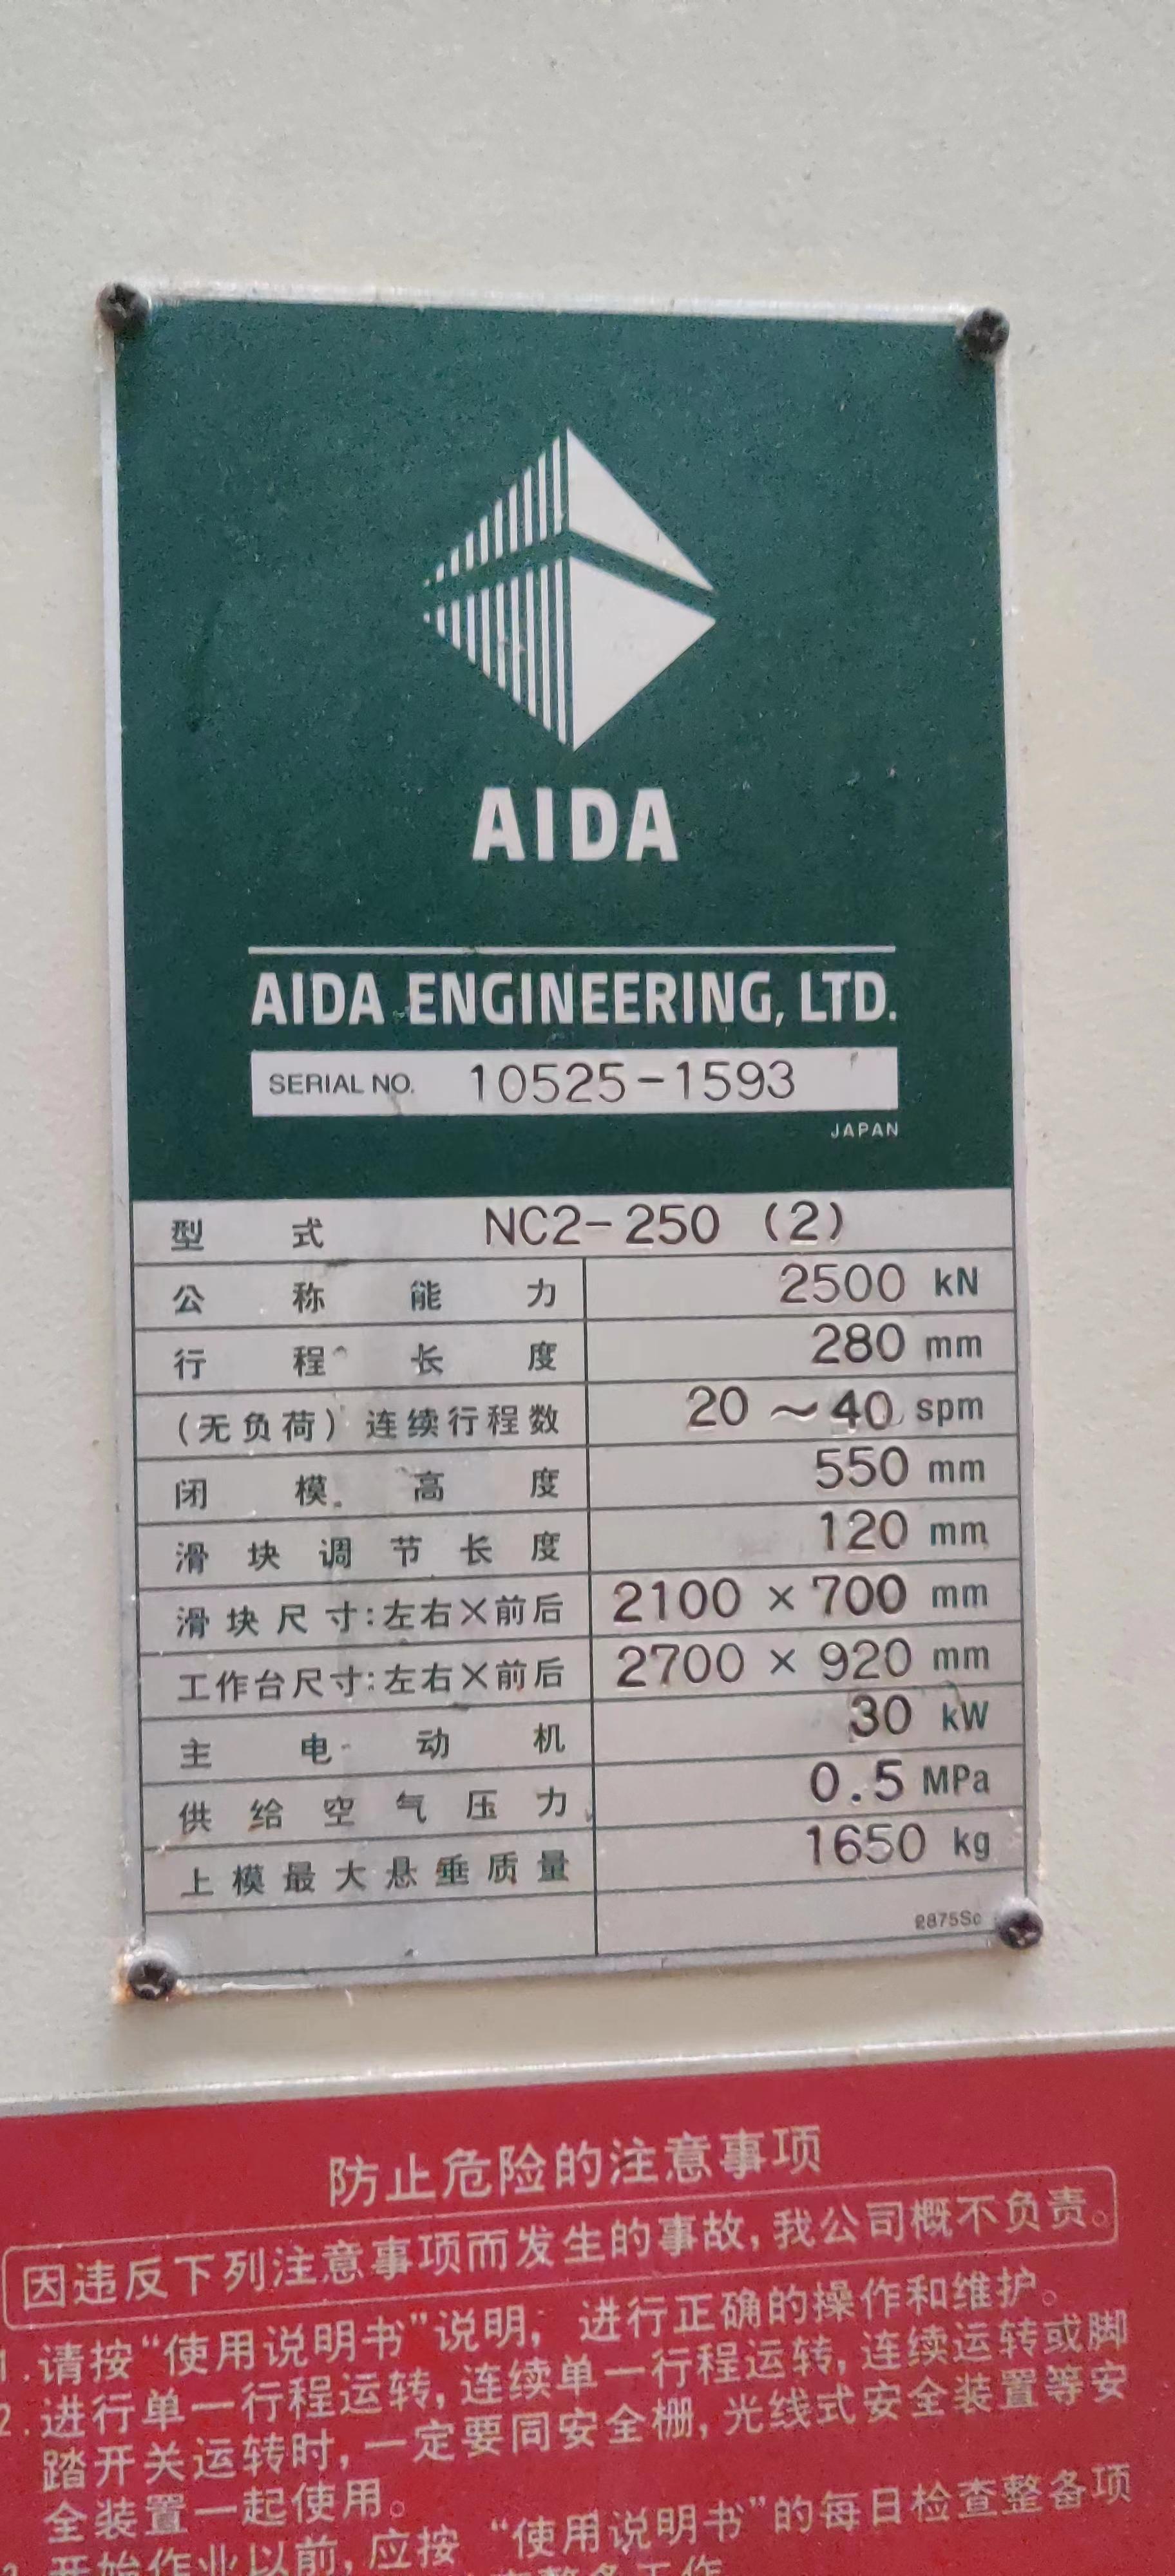 AIDA
AIDA ENGINEERING, LTD.
SERIAL NO. 10525-1593
JAPAN
型式 NC2-250 (2)
公称能力 2500 kN
行程长度 280 mm
(无负荷)连续行程数 20～40 spm
闭模高度 550 mm
滑块调节长度 120 mm
滑块尺寸:左右×前后 2100 × 700 mm
工作台尺寸:左右×前后 2700 × 920 mm
主电动机 30 kW
供给空气压力 0.5 MPa
上模最大悬垂质量 1650 kg
2875Sc
防止危险的注意事项
因违反下列注意事项而发生的事故,我公司概不负责。
1.请按“使用说明书”说明,进行正确的操作和维护。
2.进行单一行程运转,连续单一行程运转,连续运转或脚
踏开关运转时,一定要同安全栅,光线式安全装置等安
全装置一起使用。
3.开始作业以前,应按“使用说明书”的每日检查整备项